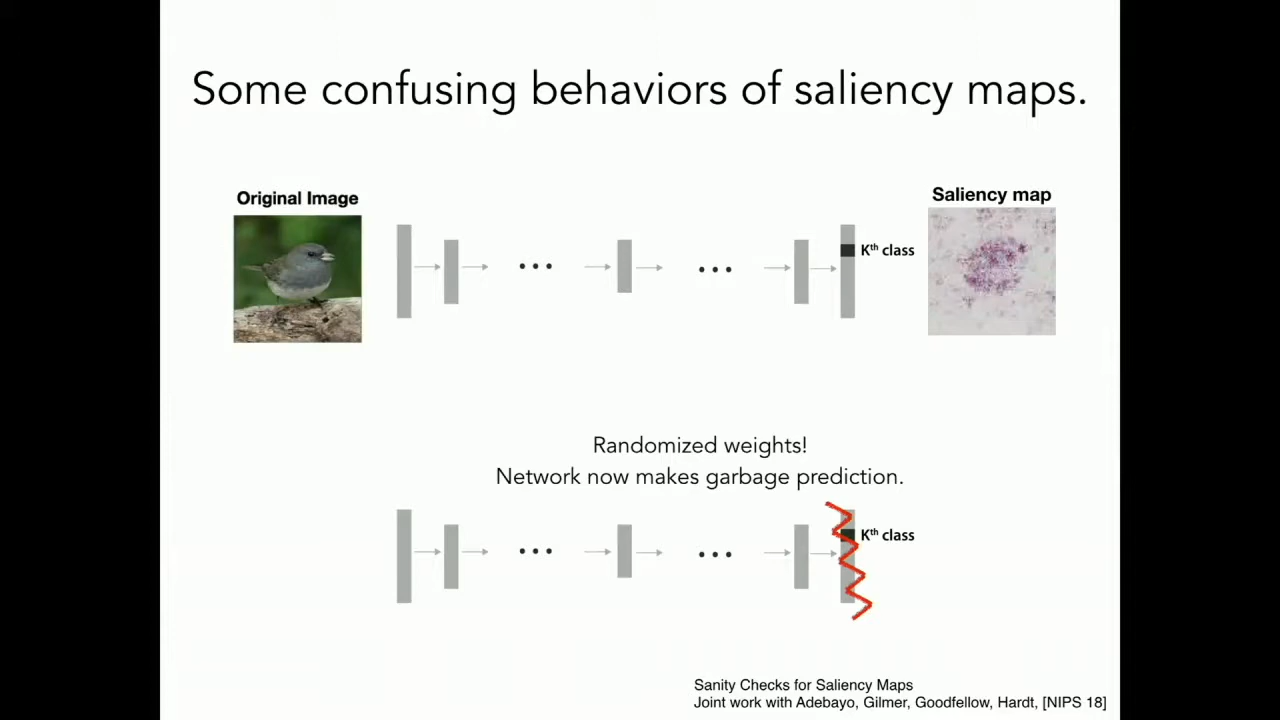 Some confusing behaviors of saliency maps.
Original Image
Saliency map
Kth class
Randomized weights!
Network now makes garbage prediction.
Kth class
Sanity Checks for Saliency Maps
Joint work with Adebayo, Gilmer, Goodfellow, Hardt, [NIPS 18]